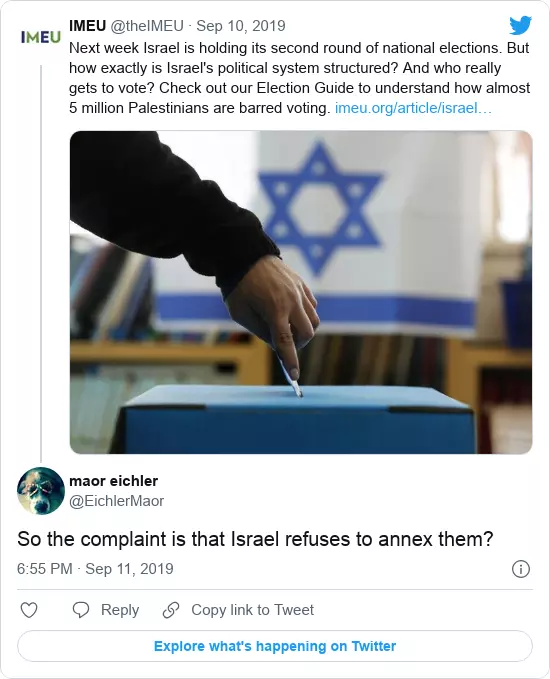 IMEU
IMEU @theIMEU · Sep 10, 2019
Next week Israel is holding its second round of national elections. But
how exactly is Israel's political system structured? And who really
gets to vote? Check out our Election Guide to understand how almost
5 million Palestinians are barred voting. imeu.org/article/israel…
maor eichler
@EichlerMaor
So the complaint is that Israel refuses to annex them?
6:55 PM · Sep 11, 2019
Reply
Copy link to Tweet
Explore what's happening on Twitter